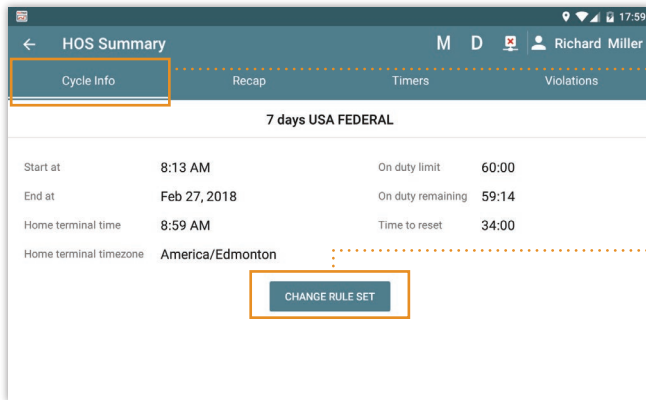 17:59
HOS Summary M D Richard Miller
Cycle Info Recap Timers Violations
7 days USA FEDERAL
Start at 8:13 AM On duty limit 60:00
End at Feb 27, 2018 On duty remaining 59:14
Home terminal time 8:59 AM Time to reset 34:00
Home terminal timezone America/Edmonton
CHANGE RULE SET